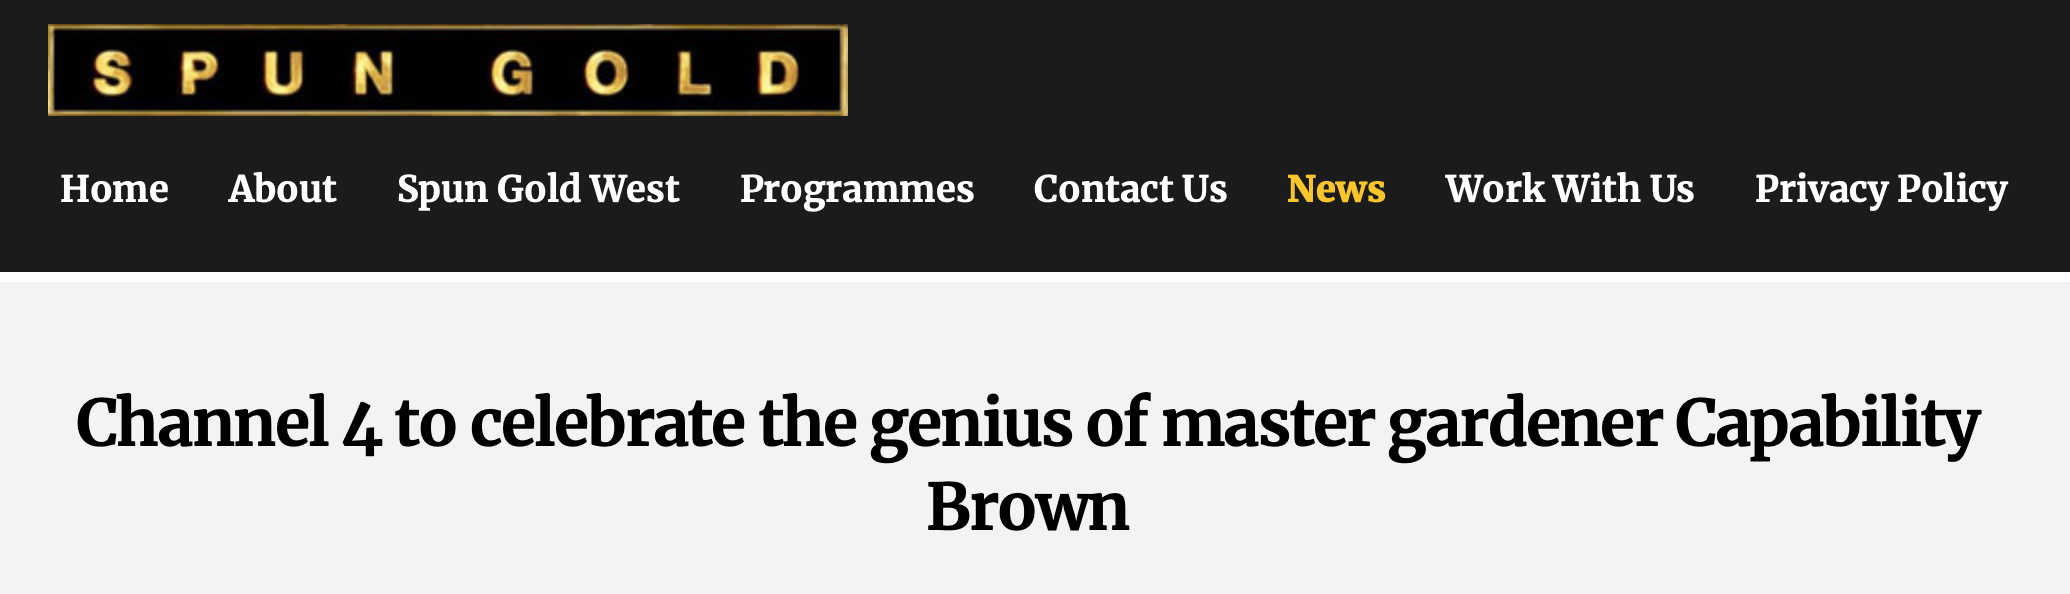 SPUN GOLD
Home About Spun Gold West Programmes Contact Us News Work With Us Privacy Policy
Channel 4 to celebrate the genius of master gardener Capability
Brown